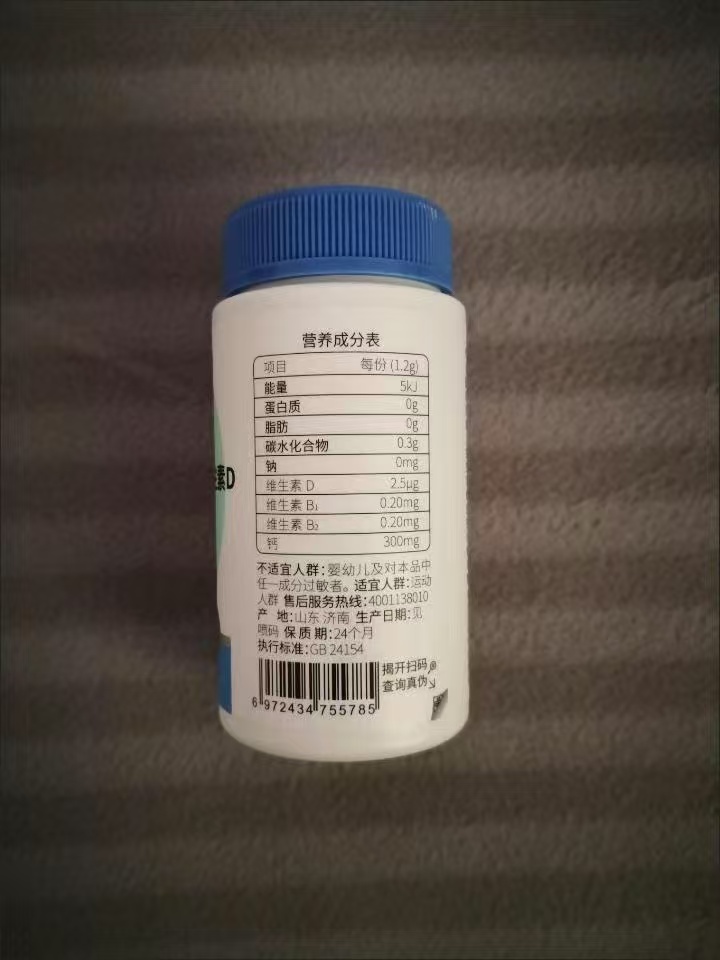 营养成分表
项目 每份 (1.2g)
能量 5kJ
蛋白质 0g
脂肪 0g
碳水化合物 0.3g
钠 0mg
维生素 D 2.5μg
维生素 B₁ 0.20mg
维生素 B₂ 0.20mg
钙 300mg
不适宜人群:婴幼儿及对本品中
任一成分过敏者。适宜人群:运动
人群 售后服务热线:4001138010
产 地:山东 济南 生产日期:见
喷码 保质期:24个月
执行标准:GB 24154
揭开扫码
查询真伪
6 972434 755785
素D